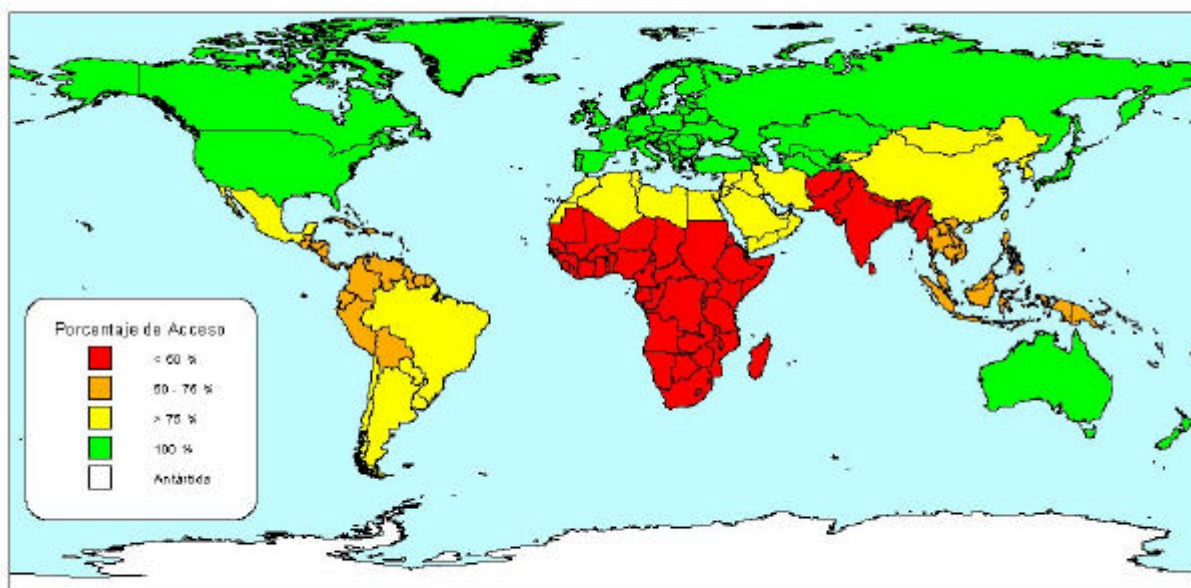 Porcentaje de Acceso
< 50 %
50 - 75 %
> 75 %
100 %
Antártida